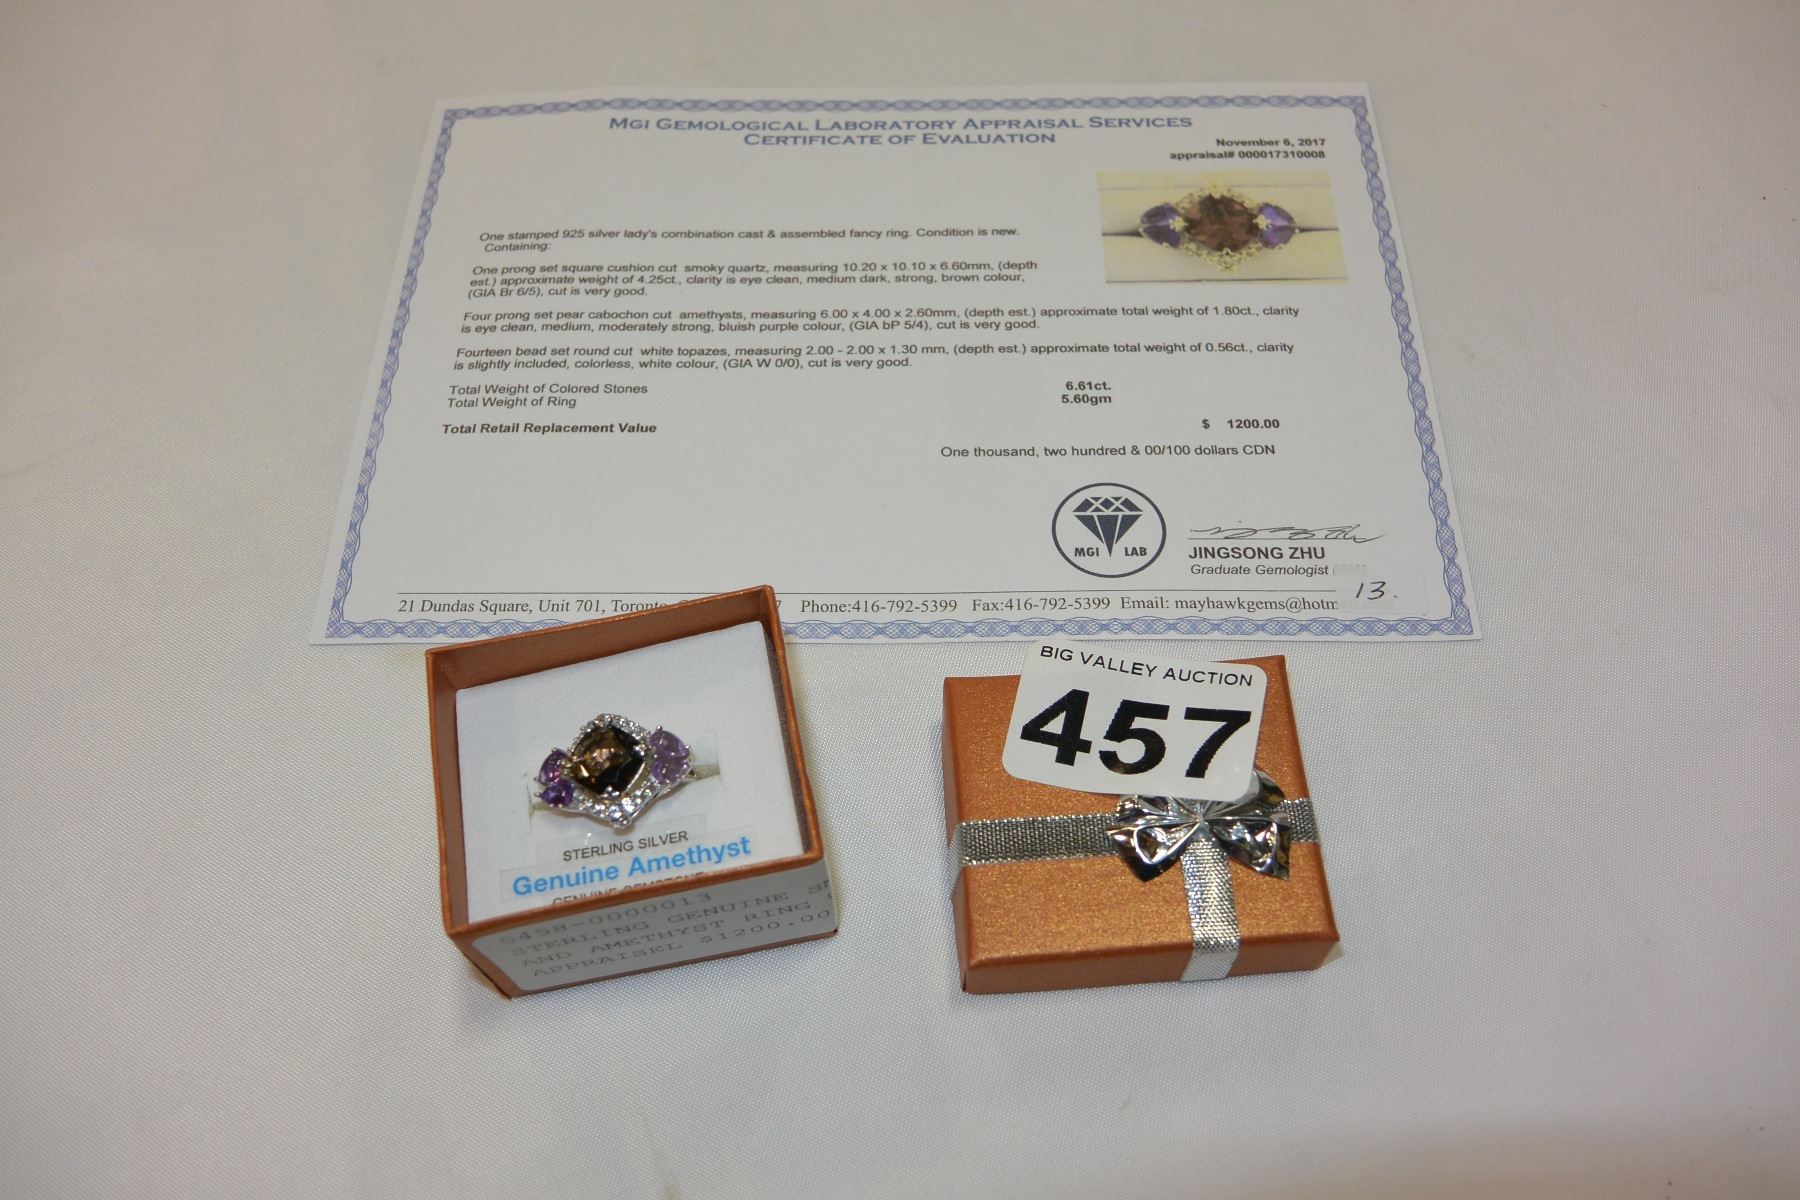 MGI GEMOLOGICAL LABORATORY APPRAISAL SERVICES
CERTIFICATE OF EVALUATION
November 6, 2017
appraisal# 000017310008
One stamped 925 silver lady's combination cast & assembled fancy ring. Condition is new.
Containing:
One prong set square cushion cut smoky quartz, measuring 10.20 x 10.10 x 6.60mm, (depth
est.) approximate weight of 4.25ct., clarity is eye clean, medium dark, strong, brown colour,
(GIA Br 6/5), cut is very good.
Four prong set pear cabochon cut amethysts, measuring 6.00 x 4.00 x 2.60mm, (depth est.) approximate total weight of 1.80ct., clarity
is eye clean, medium, moderately strong, bluish purple colour, (GIA bP 5/4), cut is very good.
Fourteen bead set round cut white topazes, measuring 2.00 - 2.00 x 1.30 mm, (depth est.) approximate total weight of 0.56ct., clarity
is slightly included, colorless, white colour, (GIA W 0/0), cut is very good.
Total Weight of Colored Stones 6.61ct.
Total Weight of Ring 5.60gm
Total Retail Replacement Value $ 1200.00
One thousand, two hundred & 00/100 dollars CDN
MGI LAB
JINGSONG ZHU
Graduate Gemologist (GIA)
13.
21 Dundas Square, Unit 701, Toronto 7 Phone:416-792-5399 Fax:416-792-5399 Email: mayhawkgems@hotm
BIG VALLEY AUCTION
457
STERLING SILVER
Genuine Amethyst
GENUINE GEMSTONE
5458-0000013
STERLING GENUINE
AND AMETHYST RING
APPRAISEL $1200.00